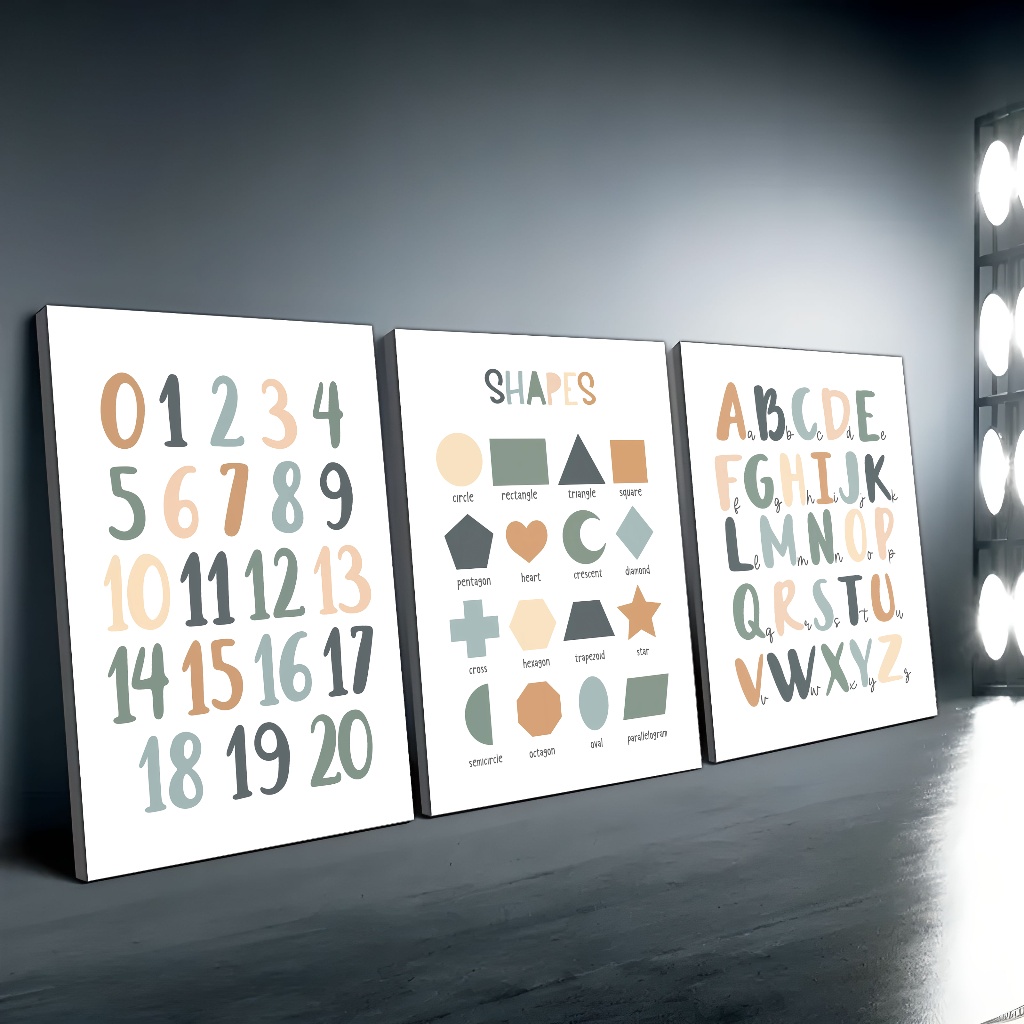 0 1 2 3 4
5 6 7 8 9
10 11 12 13
14 15 16 17
18 19 20
SHAPES
circle rectangle triangle square
pentagon heart crescent diamond
cross hexagon trapezoid star
semicircle octagon oval parallelogram
A a B b C c D d E e
F f G g H h I i J j K k
L l M m N n O o P p
Q q R r S s T t U u
V v W w X x Y y Z z